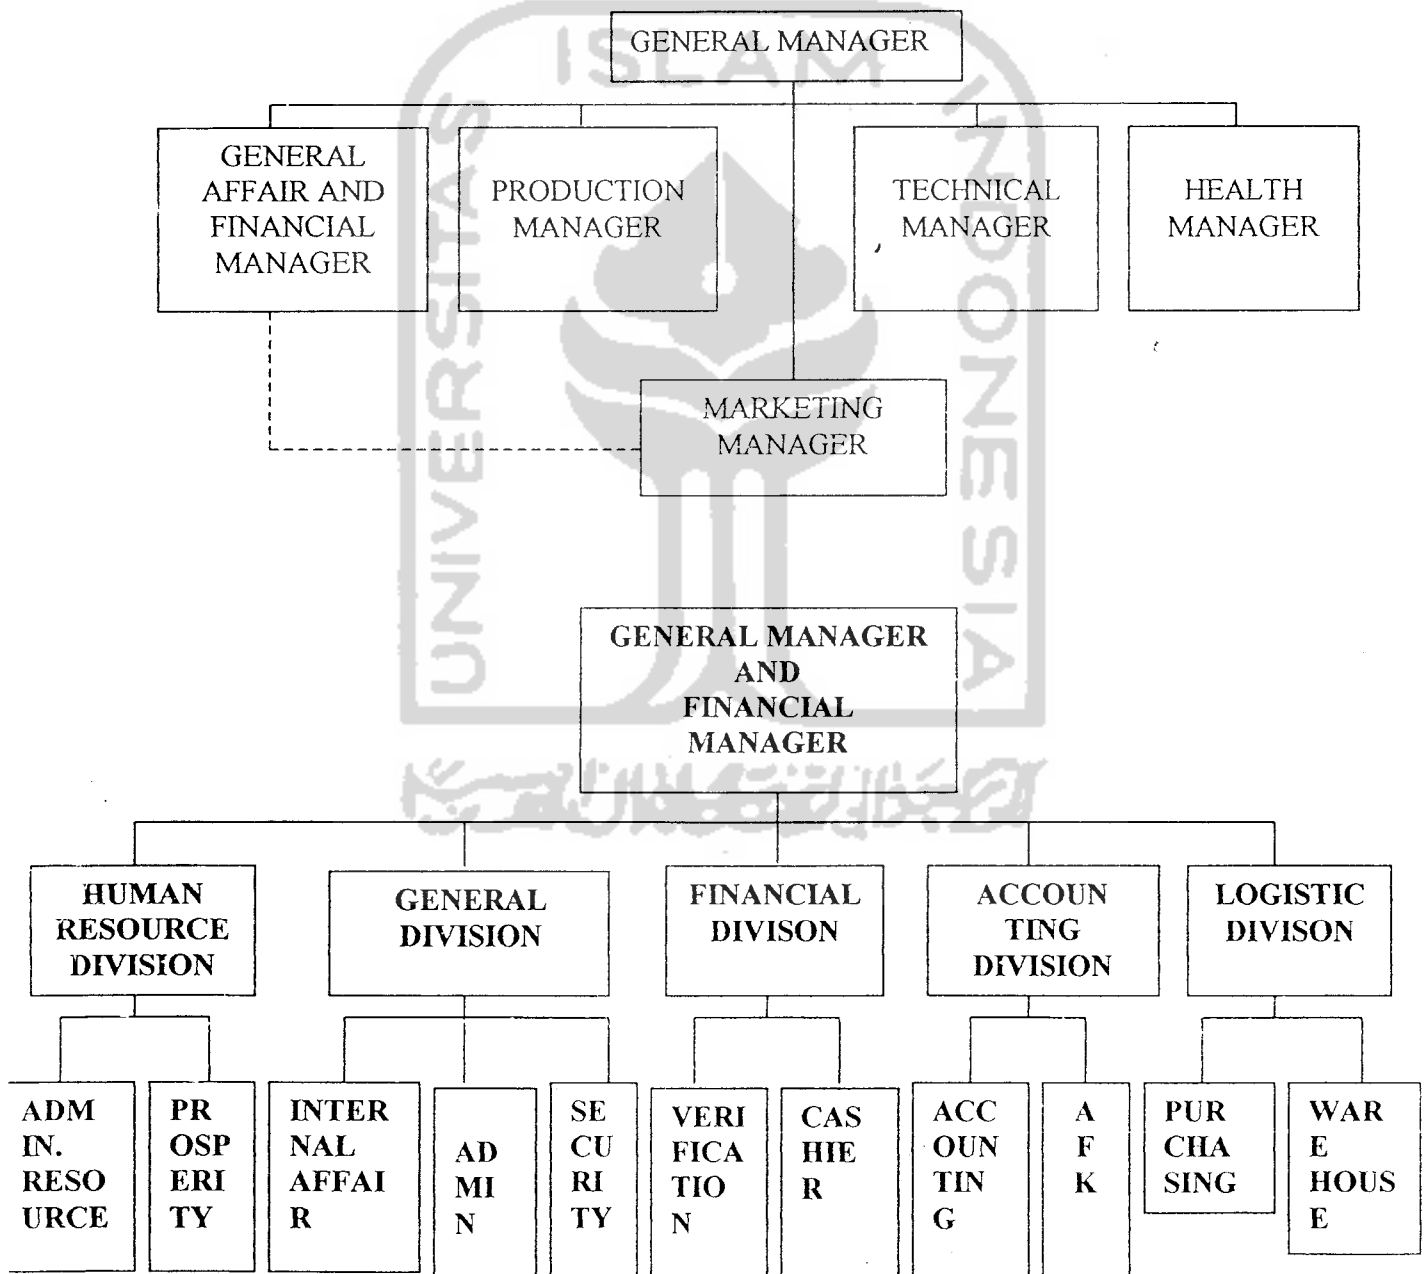 ISLAM
UNIVERSITAS
INDONESIA
GENERAL MANAGER
GENERAL
AFFAIR AND
FINANCIAL
MANAGER
PRODUCTION
MANAGER
TECHNICAL
MANAGER
HEALTH
MANAGER
MARKETING
MANAGER
GENERAL MANAGER
AND
FINANCIAL
MANAGER
HUMAN
RESOURCE
DIVISION
GENERAL
DIVISION
FINANCIAL
DIVISON
ACCOUN
TING
DIVISION
LOGISTIC
DIVISON
ADM
IN.
RESO
URCE
PR
OSP
ERI
TY
INTER
NAL
AFFAI
R
AD
MI
N
SE
CU
RI
TY
VERI
FICA
TIO
N
CAS
HIE
R
ACC
OUN
TIN
G
A
F
K
PUR
CHA
SING
WAR
E
HOUS
E